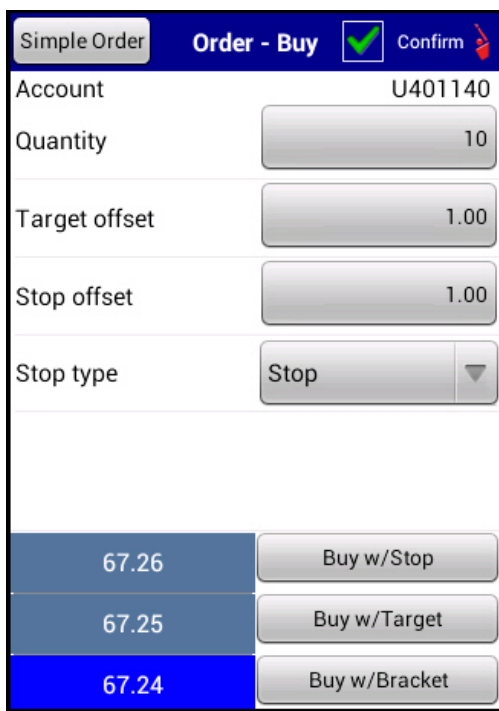 Simple Order Order - Buy Confirm
Account U401140
Quantity 10
Target offset 1.00
Stop offset 1.00
Stop type Stop
67.26 Buy w/Stop
67.25 Buy w/Target
67.24 Buy w/Bracket